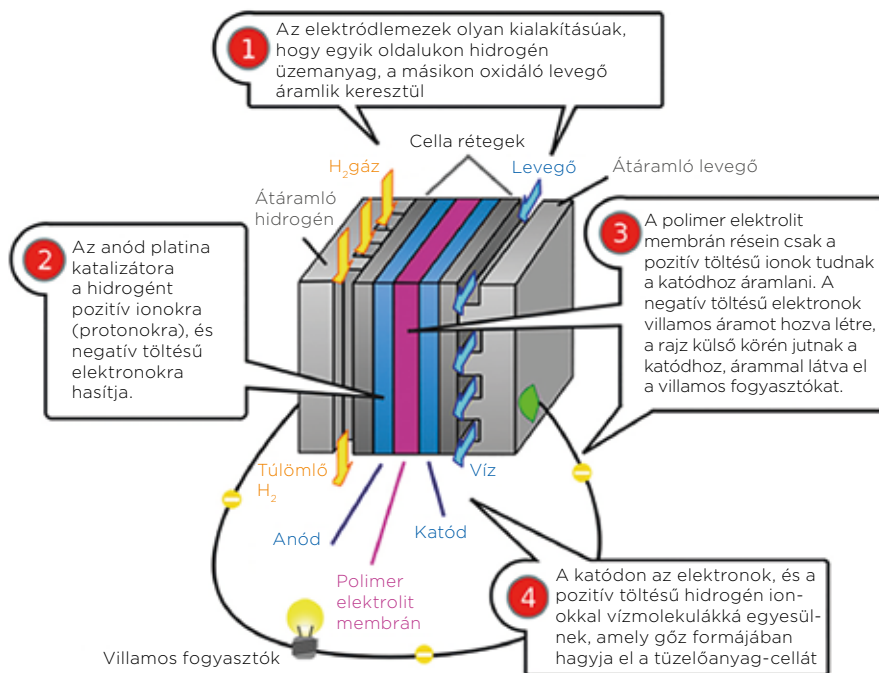 1
Az elektródlemezek olyan kialakításúak,
hogy egyik oldalukon hidrogén
üzemanyag, a másikon oxidáló levegő
áramlik keresztül
Cella rétegek
H₂gáz
Levegő
Átáramló levegő
Átáramló
hidrogén
2
Az anód platina
katalizátora
a hidrogént
pozitív ionokra
(protonokra), és
negatív töltésű
elektronokra
hasítja.
3
A polimer elektrolit
membrán résein csak a
pozitív töltésű ionok tudnak
a katódhoz áramlani. A
negatív töltésű elektronok
villamos áramot hozva létre,
a rajz külső körén jutnak a
katódhoz, árammal látva el
a villamos fogyasztókat.
Túlömlő
H₂
Víz
Anód
Katód
Polimer
elektrolit
membrán
4
A katódon az elektronok, és a
pozitív töltésű hidrogén ion-
okkal vízmolekulákká egyesül-
nek, amely gőz formájában
hagyja el a tüzelőanyag-cellát
Villamos fogyasztók